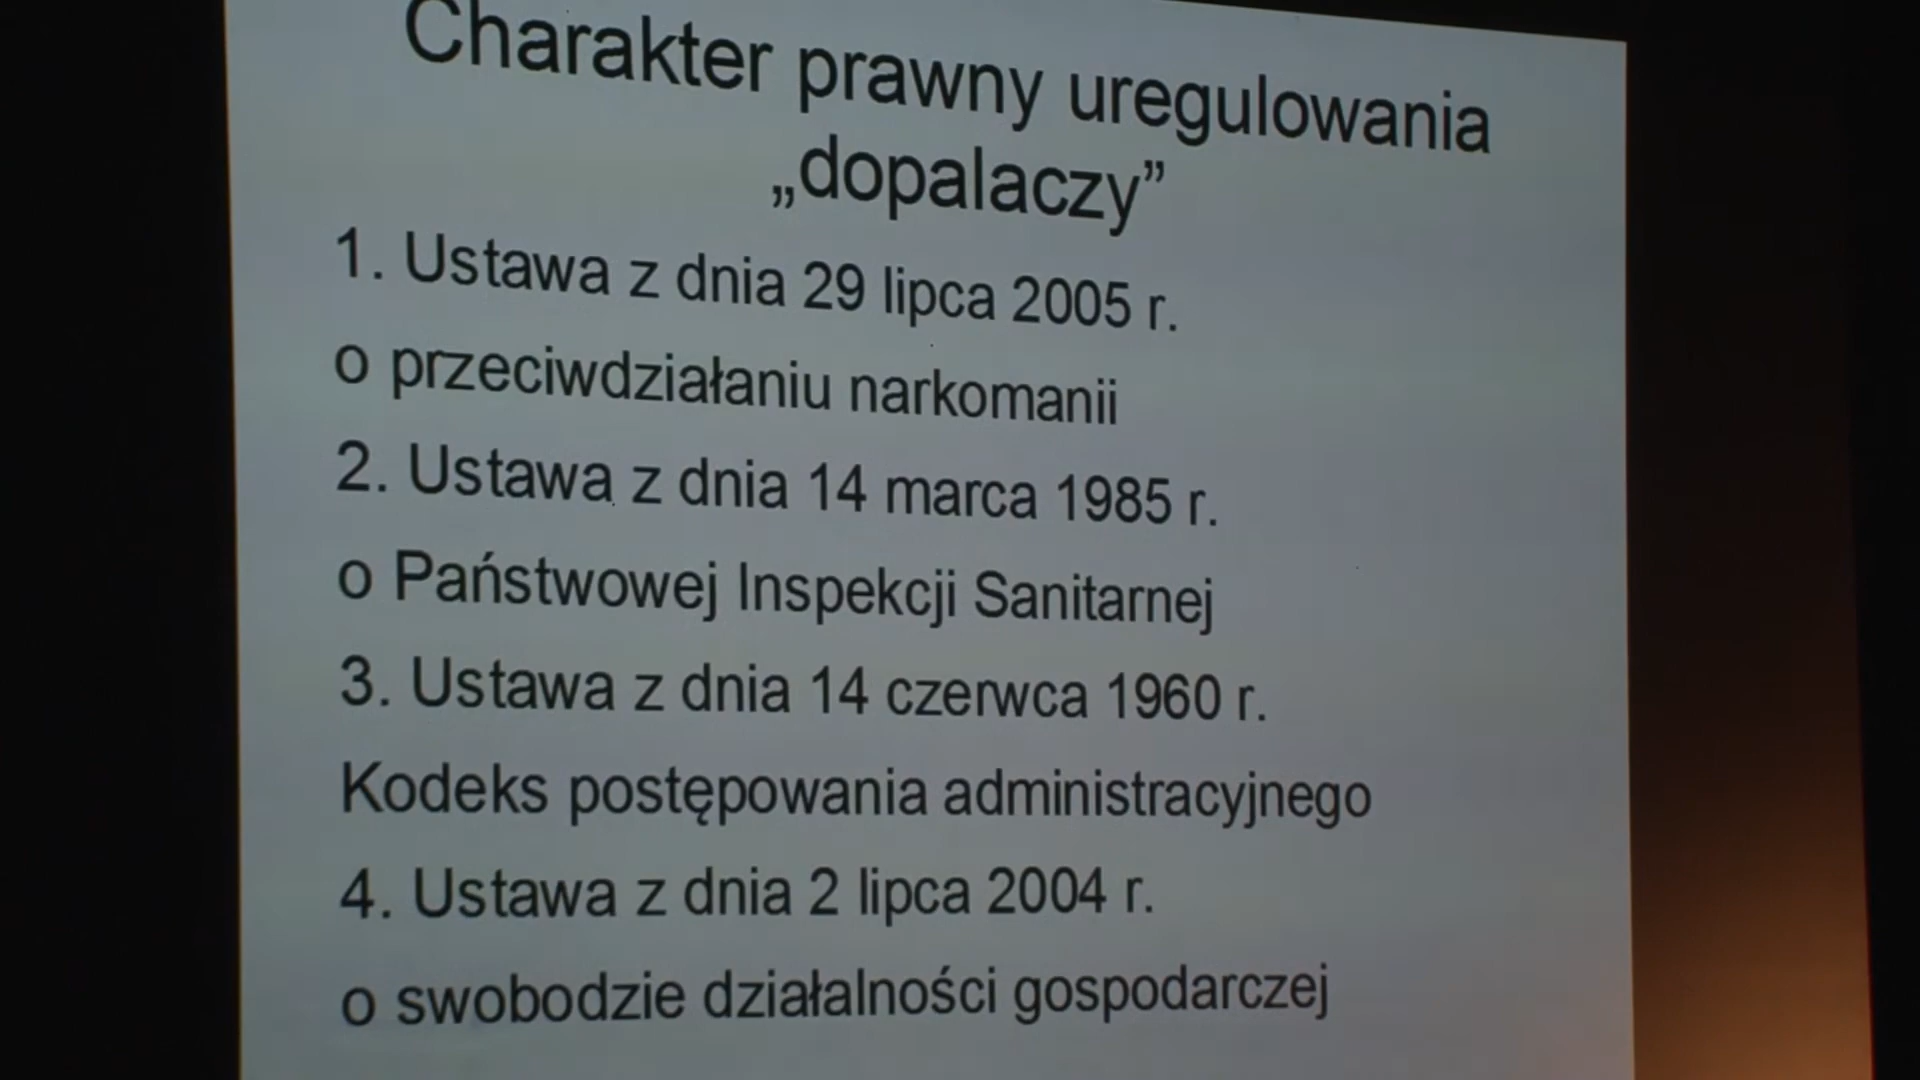 Charakter prawny uregulowania
„dopalaczy”
1. Ustawa z dnia 29 lipca 2005 r.
o przeciwdziałaniu narkomanii
2. Ustawa z dnia 14 marca 1985 r.
o Państwowej Inspekcji Sanitarnej
3. Ustawa z dnia 14 czerwca 1960 r.
Kodeks postępowania administracyjnego
4. Ustawa z dnia 2 lipca 2004 r.
o swobodzie działalności gospodarczej